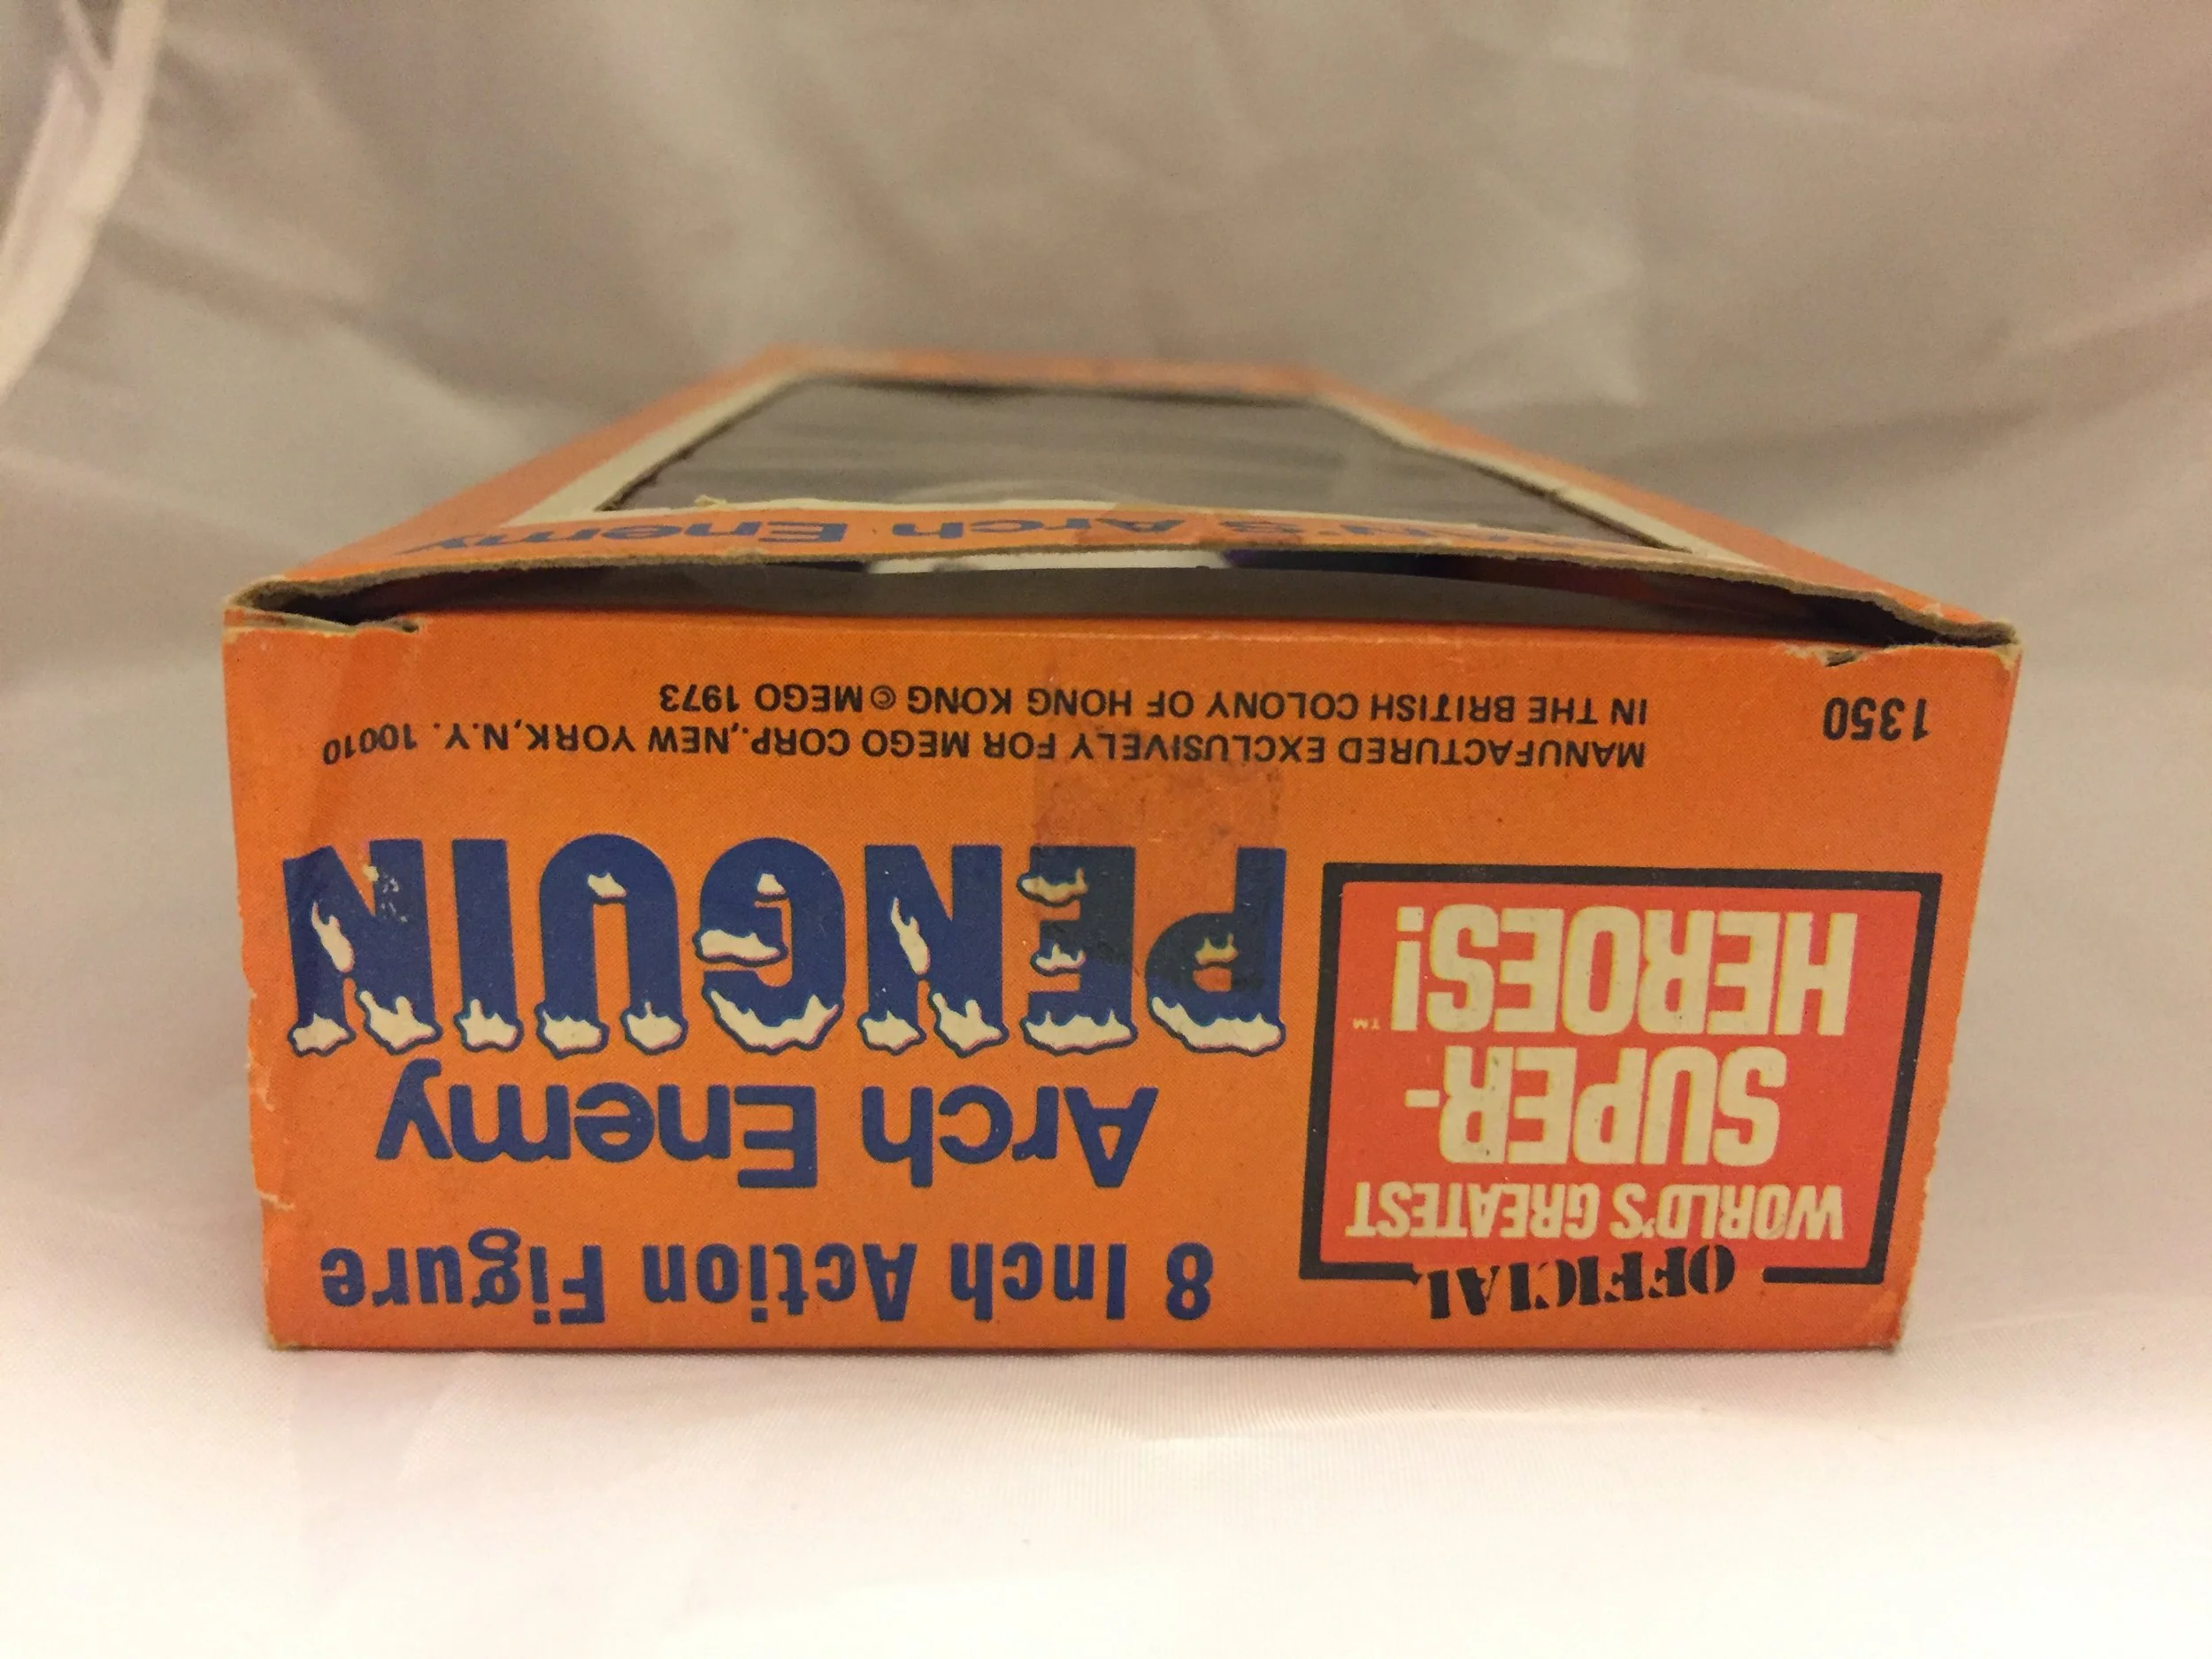 OFFICIAL
WORLD'S GREATEST
SUPER-
HEROES!™
8 Inch Action Figure
Arch Enemy
PENGUIN
1350
MANUFACTURED EXCLUSIVELY FOR MEGO CORP., NEW YORK, N.Y. 10010
IN THE BRITISH COLONY OF HONG KONG © MEGO 1973
Arch Enemy